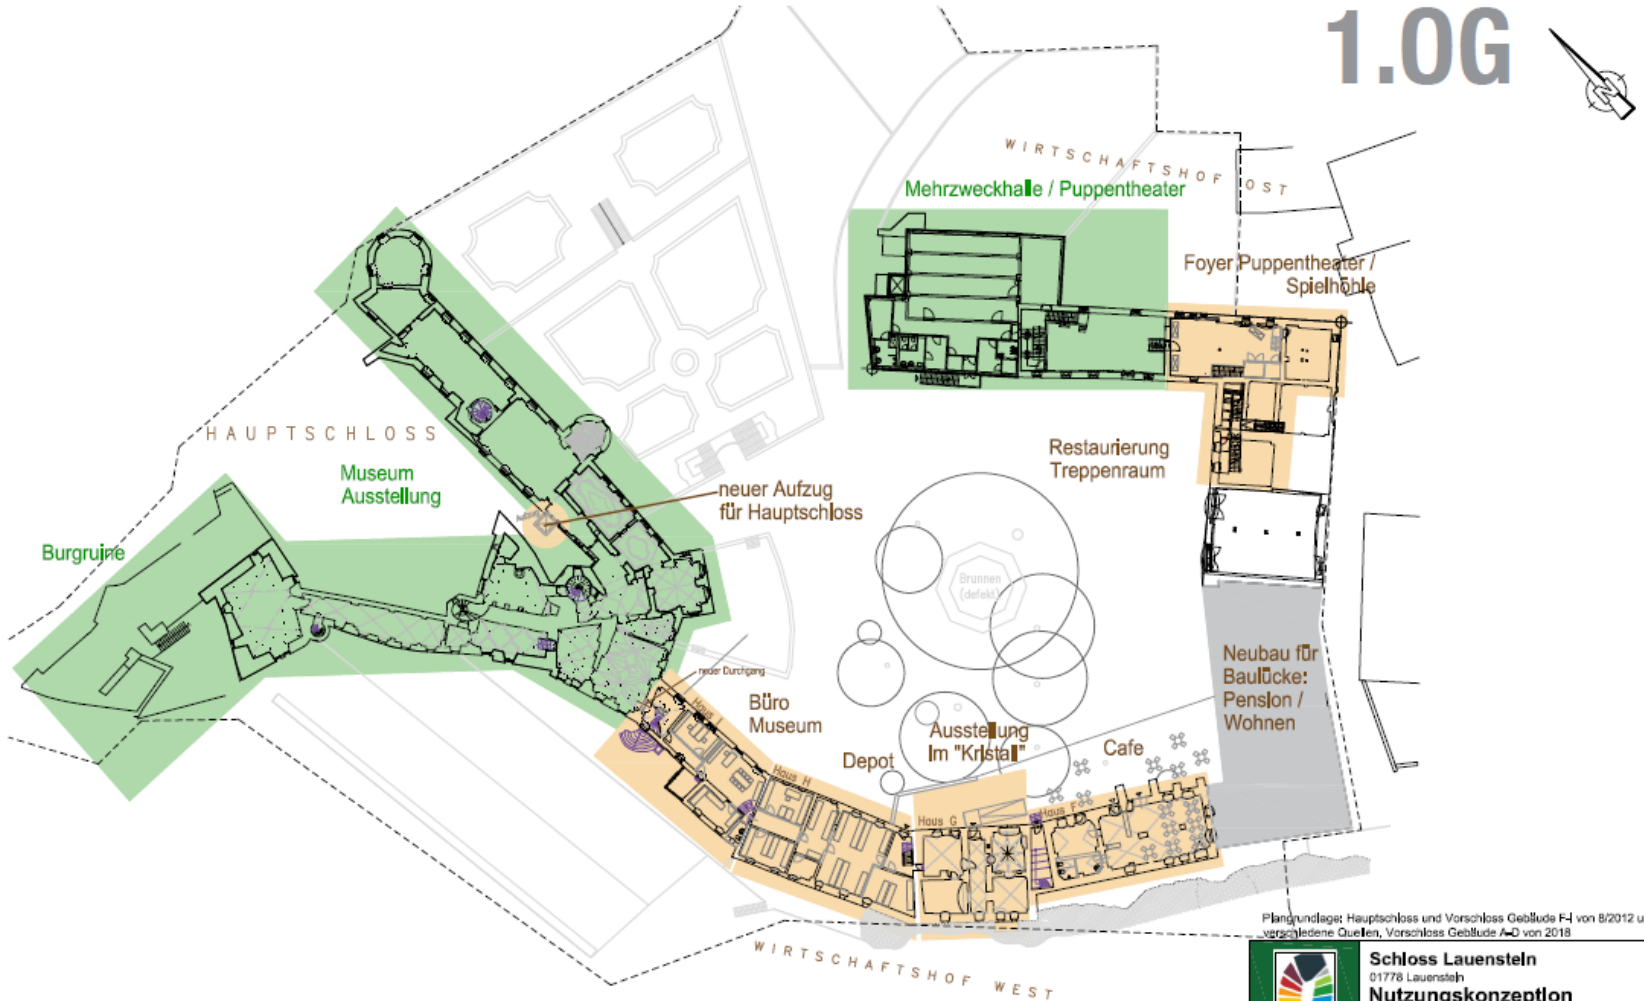 1.OG
N
WIRTSCHAFTSHOF OST
Mehrzweckhalle / Puppentheater
Foyer Puppentheater /
Spielhöhle
HAUPTSCHLOSS
Museum
Ausstellung
Restaurierung
Treppenraum
neuer Aufzug
für Hauptschloss
Burgruine
Brunnen
(defekt)
neuer Durchgang
Neubau für
Baulücke:
Pension /
Wohnen
Haus I
Büro
Museum
Ausstellung
Im "Kristall"
Cafe
Depot
Haus H
Haus G
Haus F
WIRTSCHAFTSHOF WEST
Plangrundlage: Hauptschloss und Vorschloss Gebäude F-I von 8/2012 u
verschiedene Quellen, Vorschloss Gebäude A-D von 2018
Schloss Lauenstein
01778 Lauenstein
Nutzungskonzeption